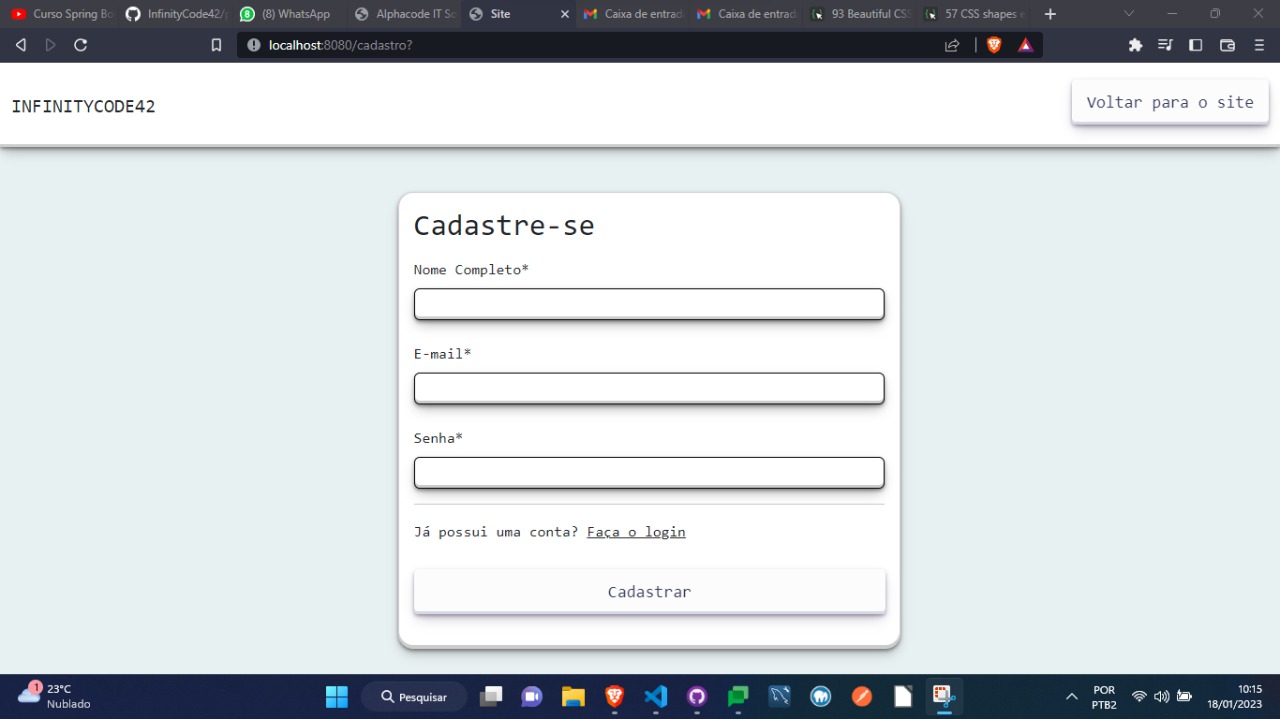 Curso Spring Bo
InfinityCode42/p
(8) WhatsApp
Alphacode IT S
Site
Caixa de entrad
Caixa de entrad
93 Beautiful CSS
57 CSS shapes e
localhost:8080/cadastro?
INFINITYCODE42
Voltar para o site
Cadastre-se
Nome Completo*
E-mail*
Senha*
Já possui uma conta? Faça o login
Cadastrar
1
23°C
Nublado
Pesquisar
POR
PTB2
10:15
18/01/2023